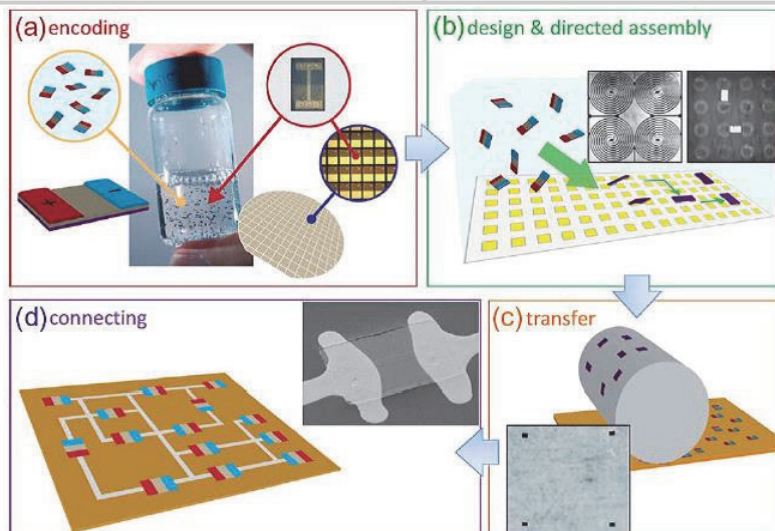 (a) encoding
(b) design & directed assembly
+
−
(d) connecting
(c) transfer